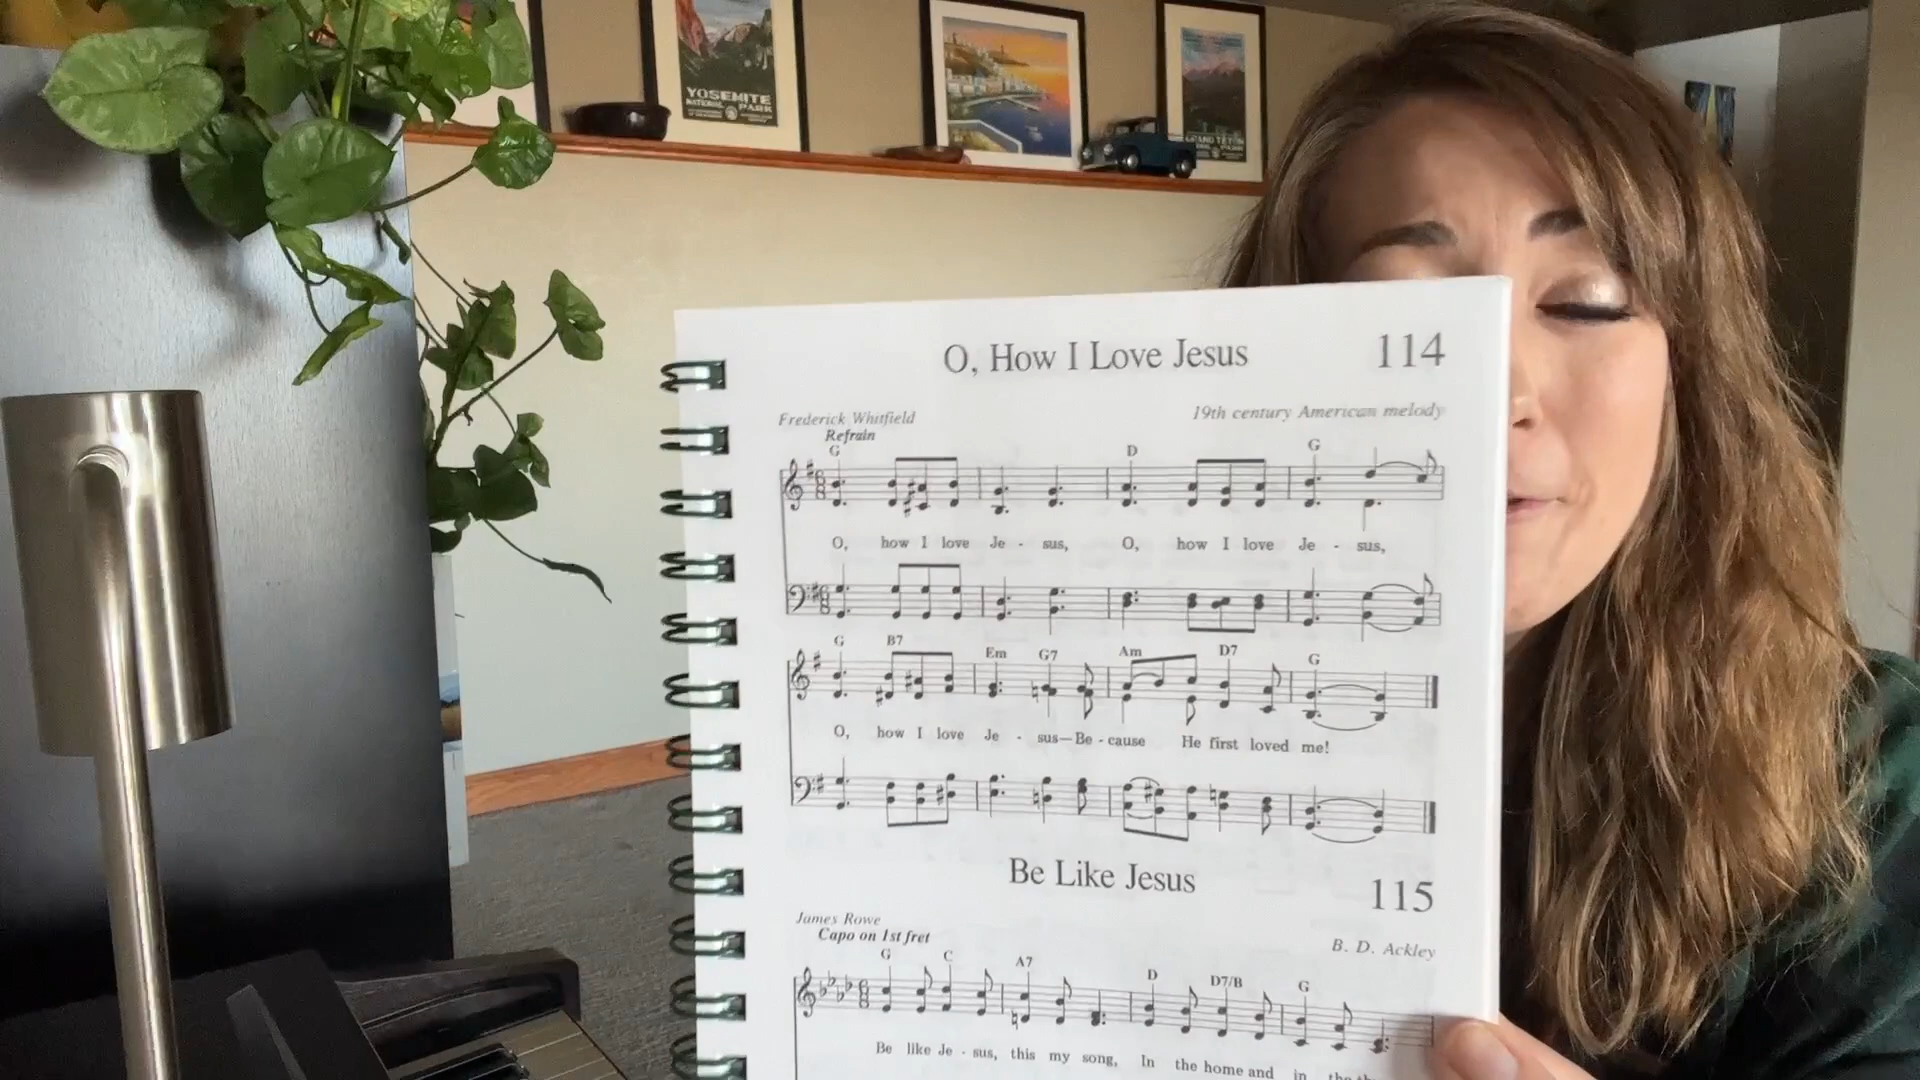 YOSEMITE
NATIONAL PARK
GRAND TETON
O, How I Love Jesus 114
Frederick Whitfield 19th century American melody
Refrain
G D G
O, how I love Je - sus, O, how I love Je - sus,
G B7 Em G7 Am D7 G
O, how I love Je - sus—Be - cause He first loved me!
Be Like Jesus 115
James Rowe B. D. Ackley
Capo on 1st fret
G C A7 D D7/B G
Be like Je - sus, this my song, In the home and in